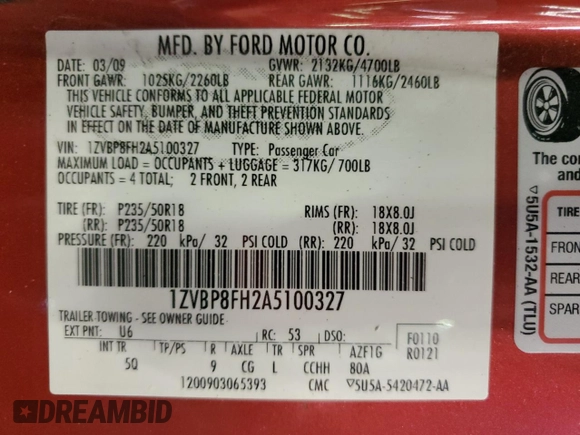 MFD. BY FORD MOTOR CO.
DATE: 03/09 GVWR: 2132KG/4700LB
FRONT GAWR: 1025KG/2260LB REAR GAWR: 1116KG/2460LB
THIS VEHICLE CONFORMS TO ALL APPLICABLE FEDERAL MOTOR
VEHICLE SAFETY, BUMPER, AND THEFT PREVENTION STANDARDS
IN EFFECT ON THE DATE OF MANUFACTURE SHOWN ABOVE.
VIN: 1ZVBP8FH2A5100327 TYPE: Passenger Car
MAXIMUM LOAD = OCCUPANTS + LUGGAGE = 317KG/ 700LB
OCCUPANTS = 4 TOTAL; 2 FRONT, 2 REAR
TIRE (FR): P235/50R18 RIMS (FR): 18X8.0J
(RR): P235/50R18 (RR): 18X8.0J
PRESSURE (FR): 220 kPa/ 32 PSI COLD (RR): 220 kPa/ 32 PSI COLD
1ZVBP8FH2A5100327
TRAILER TOWING - SEE OWNER GUIDE
EXT PNT: U6 RC: 53 DSO: F0110
INT TR TP/PS R AXLE TR SPR AZF1G R0121
5Q 9 CG L CCHH 80A
1200903065393 CMC ▽5U5A-5420472-AA
The co
and
TIRE
FRON
REAR
SPAR
▽5U5A-1532-AA (TLU)
DREAMBID